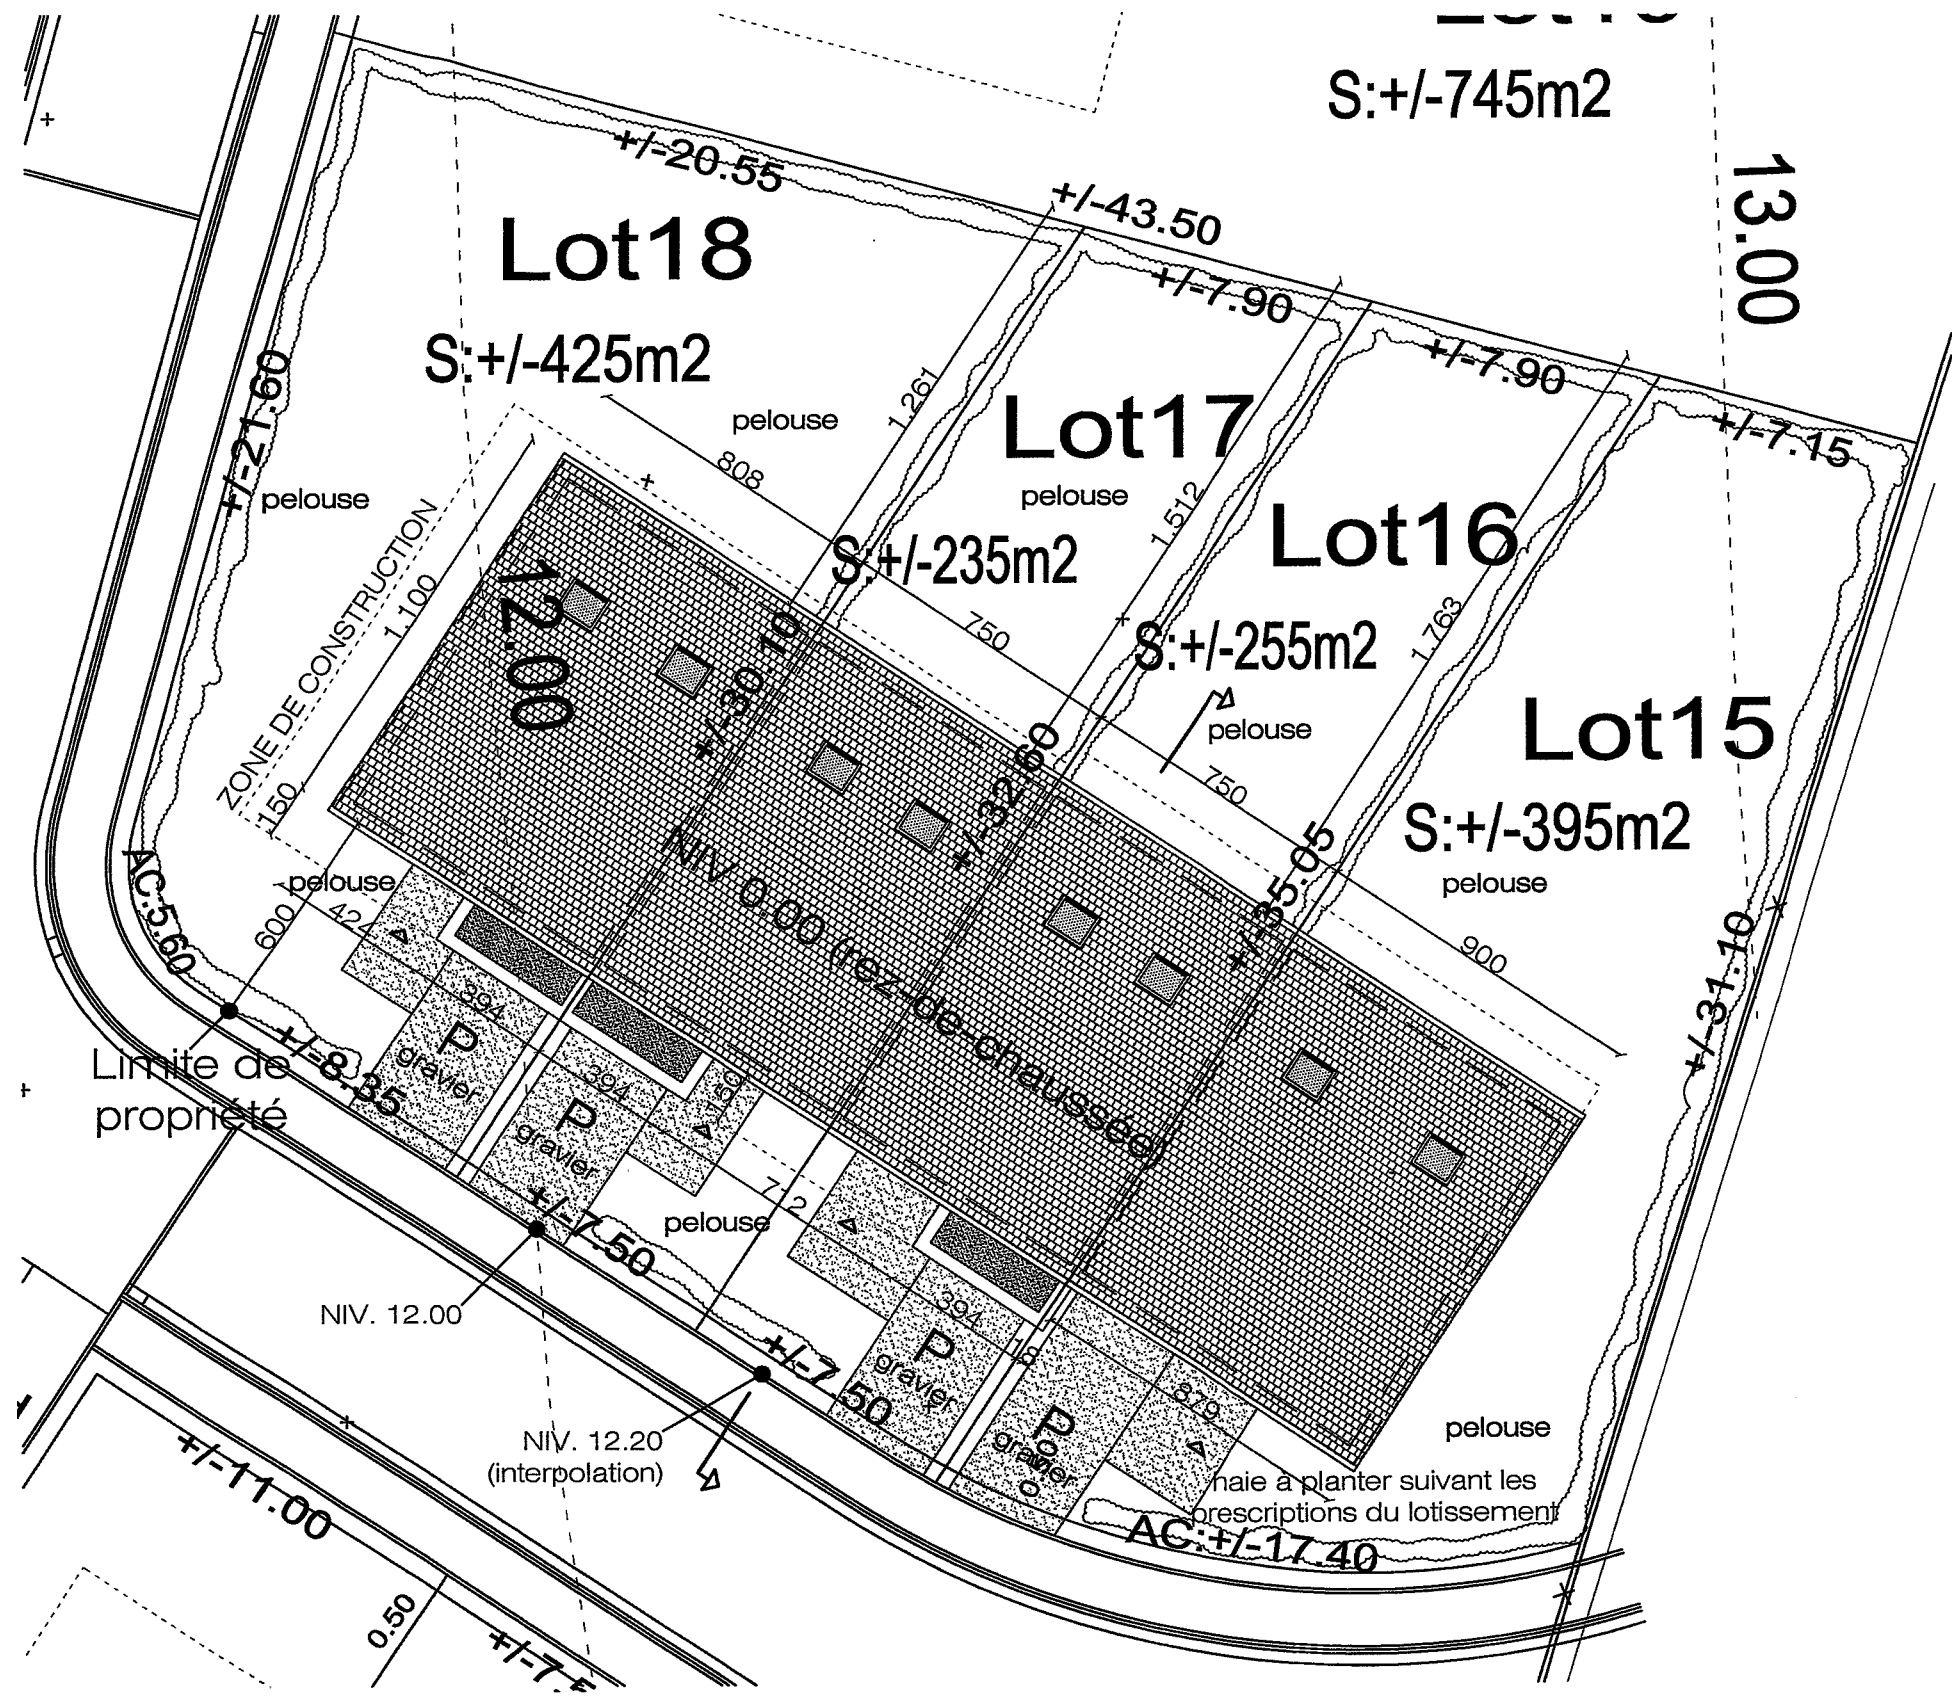 S:+/-745m2
13.00
+/-20.55
+/-43.50
+/-7.90
+/-7.90
+/-7.15
Lot18
S:+/-425m2
+/-21.60
pelouse
pelouse
808
1.261
Lot17
pelouse
S:+/-235m2
1.512
750
Lot16
S:+/-255m2
pelouse
1.763
750
Lot15
S:+/-395m2
pelouse
900
+/-31.10
ZONE DE CONSTRUCTION
1.100
150
12.00
+/-30.10
+/-32.60
+/-35.05
NIV 0.00 (rez-de-chaussée)
AC:5.60
600
pelouse
422
394
P
gravier
Limite de
propriété
+/-8.35
394
P
gravier
150
+/-7.50
pelouse
712
NIV. 12.00
+/-7.50
NIV. 12.20
(interpolation)
394
P
gravier
18
P
gravier
879
pelouse
haie à planter suivant les
prescriptions du lotissement
AC:+/-17.40
+/-11.00
0.50